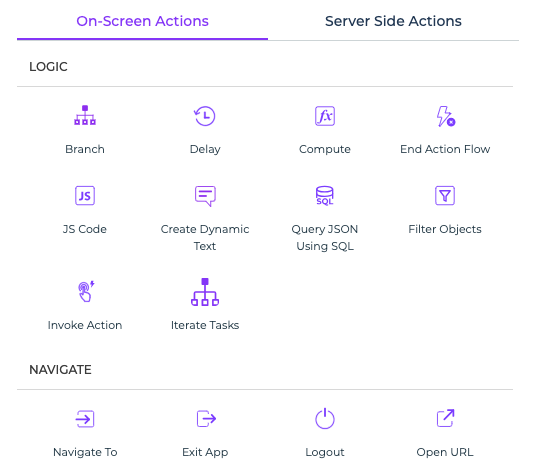 On-Screen Actions
Server Side Actions
LOGIC
Branch
Delay
fx
Compute
End Action Flow
JS
JS Code
Create Dynamic
Text
SQL
Query JSON
Using SQL
Filter Objects
Invoke Action
Iterate Tasks
NAVIGATE
Navigate To
Exit App
Logout
Open URL